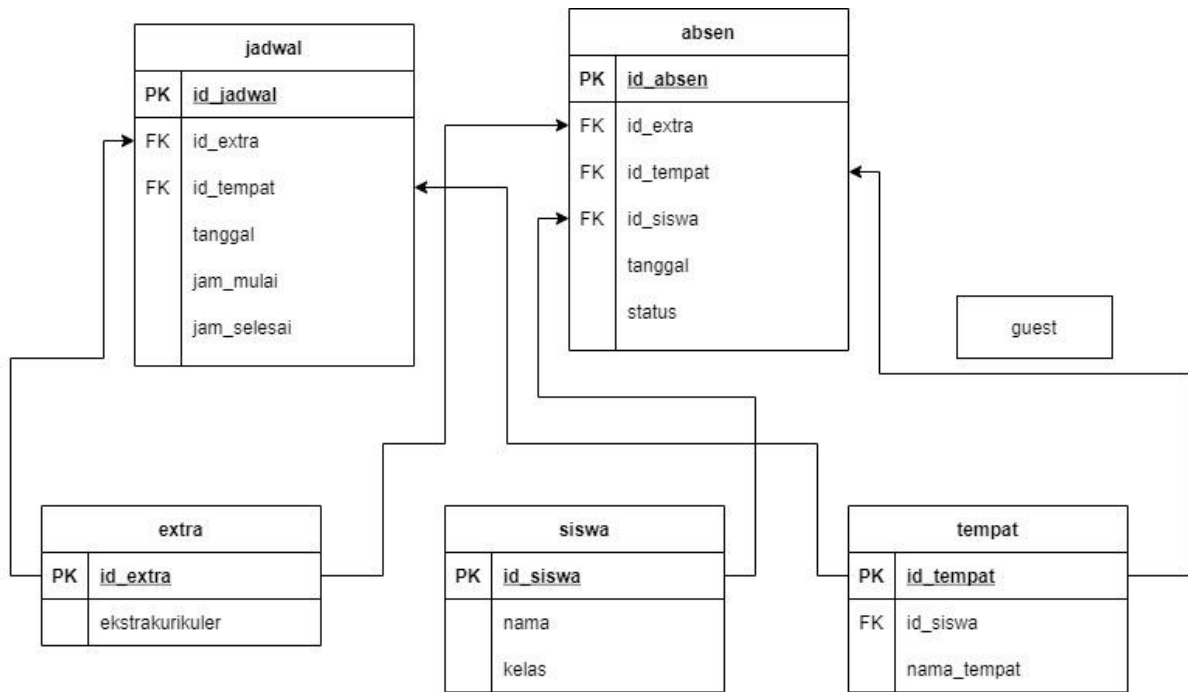 jadwal
PK id_jadwal
FK id_extra
FK id_tempat
tanggal
jam_mulai
jam_selesai
absen
PK id_absen
FK id_extra
FK id_tempat
FK id_siswa
tanggal
status
guest
extra
PK id_extra
ekstrakurikuler
siswa
PK id_siswa
nama
kelas
tempat
PK id_tempat
FK id_siswa
nama_tempat